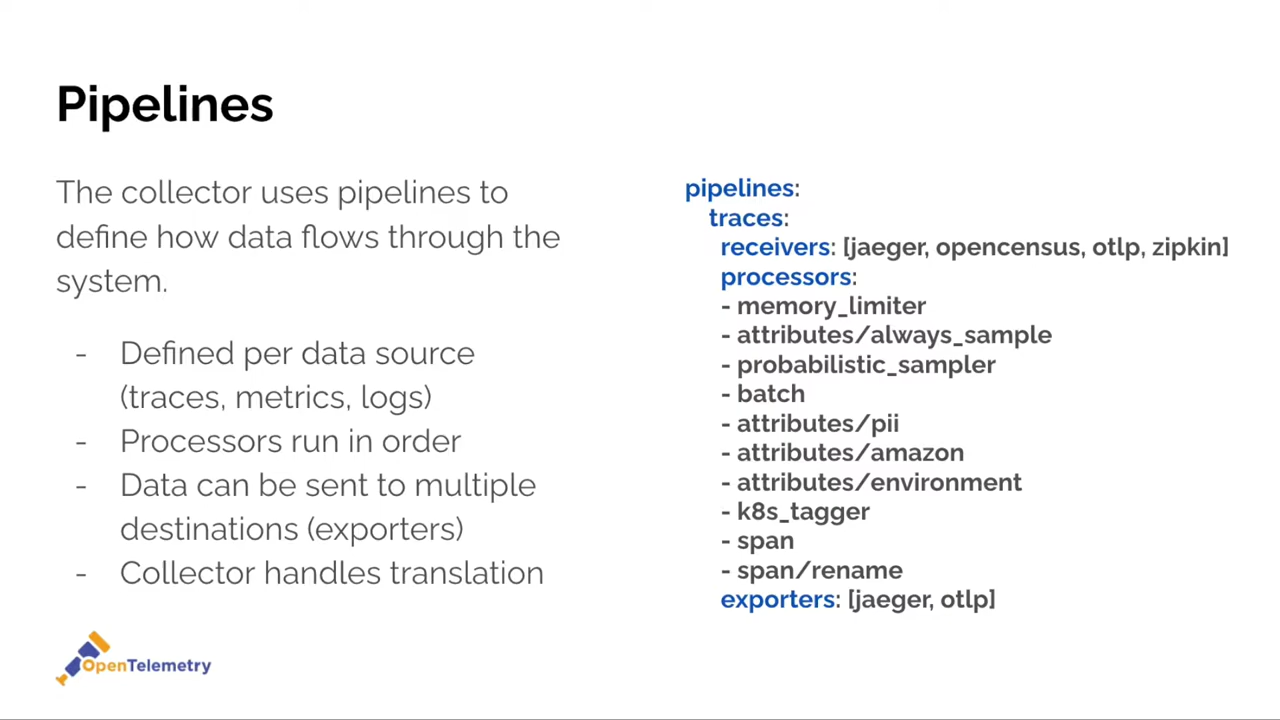 Pipelines
The collector uses pipelines to
define how data flows through the
system.
- Defined per data source
(traces, metrics, logs)
- Processors run in order
- Data can be sent to multiple
destinations (exporters)
- Collector handles translation
pipelines:
traces:
receivers: [jaeger, opencensus, otlp, zipkin]
processors:
- memory_limiter
- attributes/always_sample
- probabilistic_sampler
- batch
- attributes/pii
- attributes/amazon
- attributes/environment
- k8s_tagger
- span
- span/rename
exporters: [jaeger, otlp]
OpenTelemetry